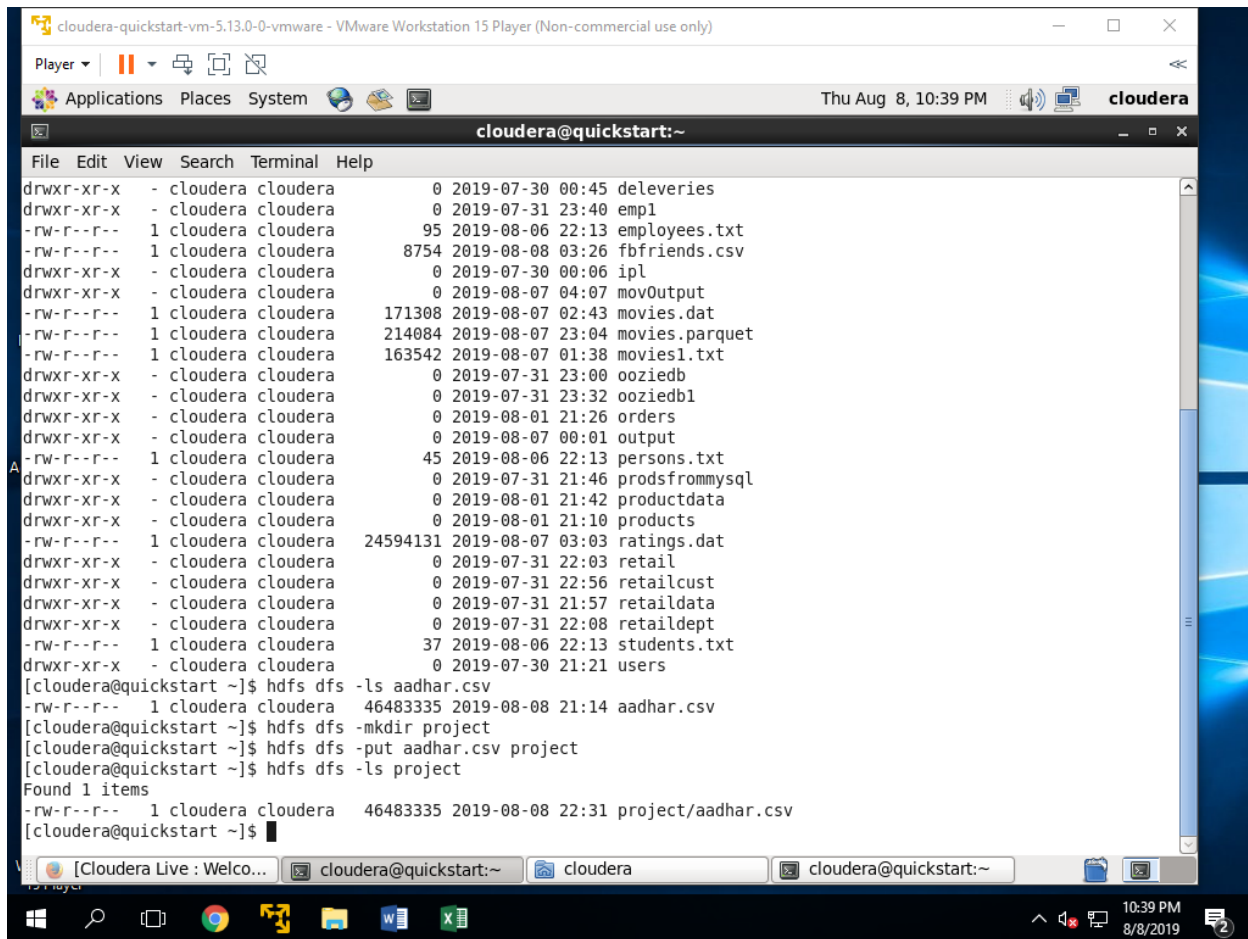 cloudera-quickstart-vm-5.13.0-0-vmware - VMware Workstation 15 Player (Non-commercial use only)
Player
Applications Places System Thu Aug 8, 10:39 PM cloudera
cloudera@quickstart:~
File Edit View Search Terminal Help
drwxr-xr-x - cloudera cloudera 0 2019-07-30 00:45 deleveries
drwxr-xr-x - cloudera cloudera 0 2019-07-31 23:40 emp1
-rw-r--r-- 1 cloudera cloudera 95 2019-08-06 22:13 employees.txt
-rw-r--r-- 1 cloudera cloudera 8754 2019-08-08 03:26 fbfriends.csv
drwxr-xr-x - cloudera cloudera 0 2019-07-30 00:06 ipl
drwxr-xr-x - cloudera cloudera 0 2019-08-07 04:07 movOutput
-rw-r--r-- 1 cloudera cloudera 171308 2019-08-07 02:43 movies.dat
-rw-r--r-- 1 cloudera cloudera 214084 2019-08-07 23:04 movies.parquet
-rw-r--r-- 1 cloudera cloudera 163542 2019-08-07 01:38 movies1.txt
drwxr-xr-x - cloudera cloudera 0 2019-07-31 23:00 ooziedb
drwxr-xr-x - cloudera cloudera 0 2019-07-31 23:32 ooziedb1
drwxr-xr-x - cloudera cloudera 0 2019-08-01 21:26 orders
drwxr-xr-x - cloudera cloudera 0 2019-08-07 00:01 output
-rw-r--r-- 1 cloudera cloudera 45 2019-08-06 22:13 persons.txt
drwxr-xr-x - cloudera cloudera 0 2019-07-31 21:46 prodsfrommysql
drwxr-xr-x - cloudera cloudera 0 2019-08-01 21:42 productdata
drwxr-xr-x - cloudera cloudera 0 2019-08-01 21:10 products
-rw-r--r-- 1 cloudera cloudera 24594131 2019-08-07 03:03 ratings.dat
drwxr-xr-x - cloudera cloudera 0 2019-07-31 22:03 retail
drwxr-xr-x - cloudera cloudera 0 2019-07-31 22:56 retailcust
drwxr-xr-x - cloudera cloudera 0 2019-07-31 21:57 retaildata
drwxr-xr-x - cloudera cloudera 0 2019-07-31 22:08 retaildept
-rw-r--r-- 1 cloudera cloudera 37 2019-08-06 22:13 students.txt
drwxr-xr-x - cloudera cloudera 0 2019-07-30 21:21 users
[cloudera@quickstart ~]$ hdfs dfs -ls aadhar.csv
-rw-r--r-- 1 cloudera cloudera 46483335 2019-08-08 21:14 aadhar.csv
[cloudera@quickstart ~]$ hdfs dfs -mkdir project
[cloudera@quickstart ~]$ hdfs dfs -put aadhar.csv project
[cloudera@quickstart ~]$ hdfs dfs -ls project
Found 1 items
-rw-r--r-- 1 cloudera cloudera 46483335 2019-08-08 22:31 project/aadhar.csv
[cloudera@quickstart ~]$
[Cloudera Live : Welco... cloudera@quickstart:~ cloudera cloudera@quickstart:~
10:39 PM
8/8/2019
2